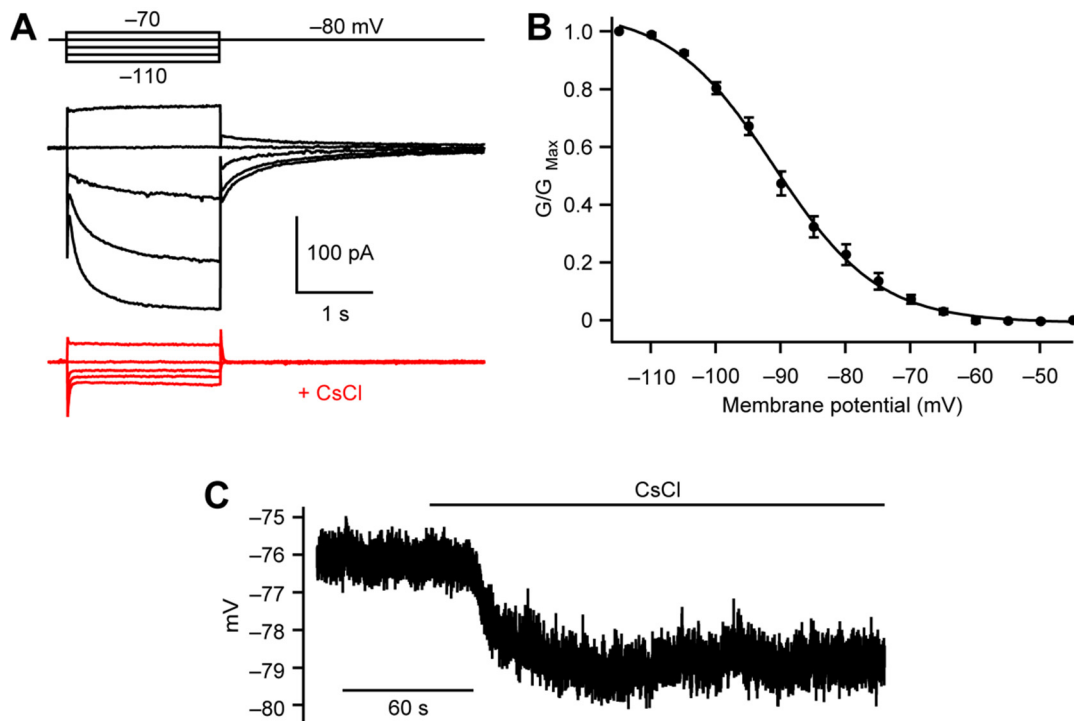 A
–70
–80 mV
–110
100 pA
1 s
+ CsCl
B
1.0
0.8
0.6
0.4
0.2
0
G/G Max
–110 –100 –90 –80 –70 –60 –50
Membrane potential (mV)
C
CsCl
–75
–76
–77
–78
–79
–80
mV
60 s